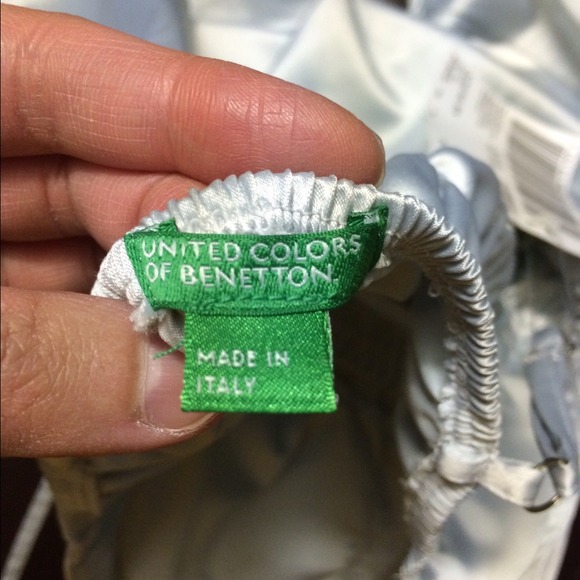 UNITED COLORS
OF BENETTON.
MADE IN
ITALY